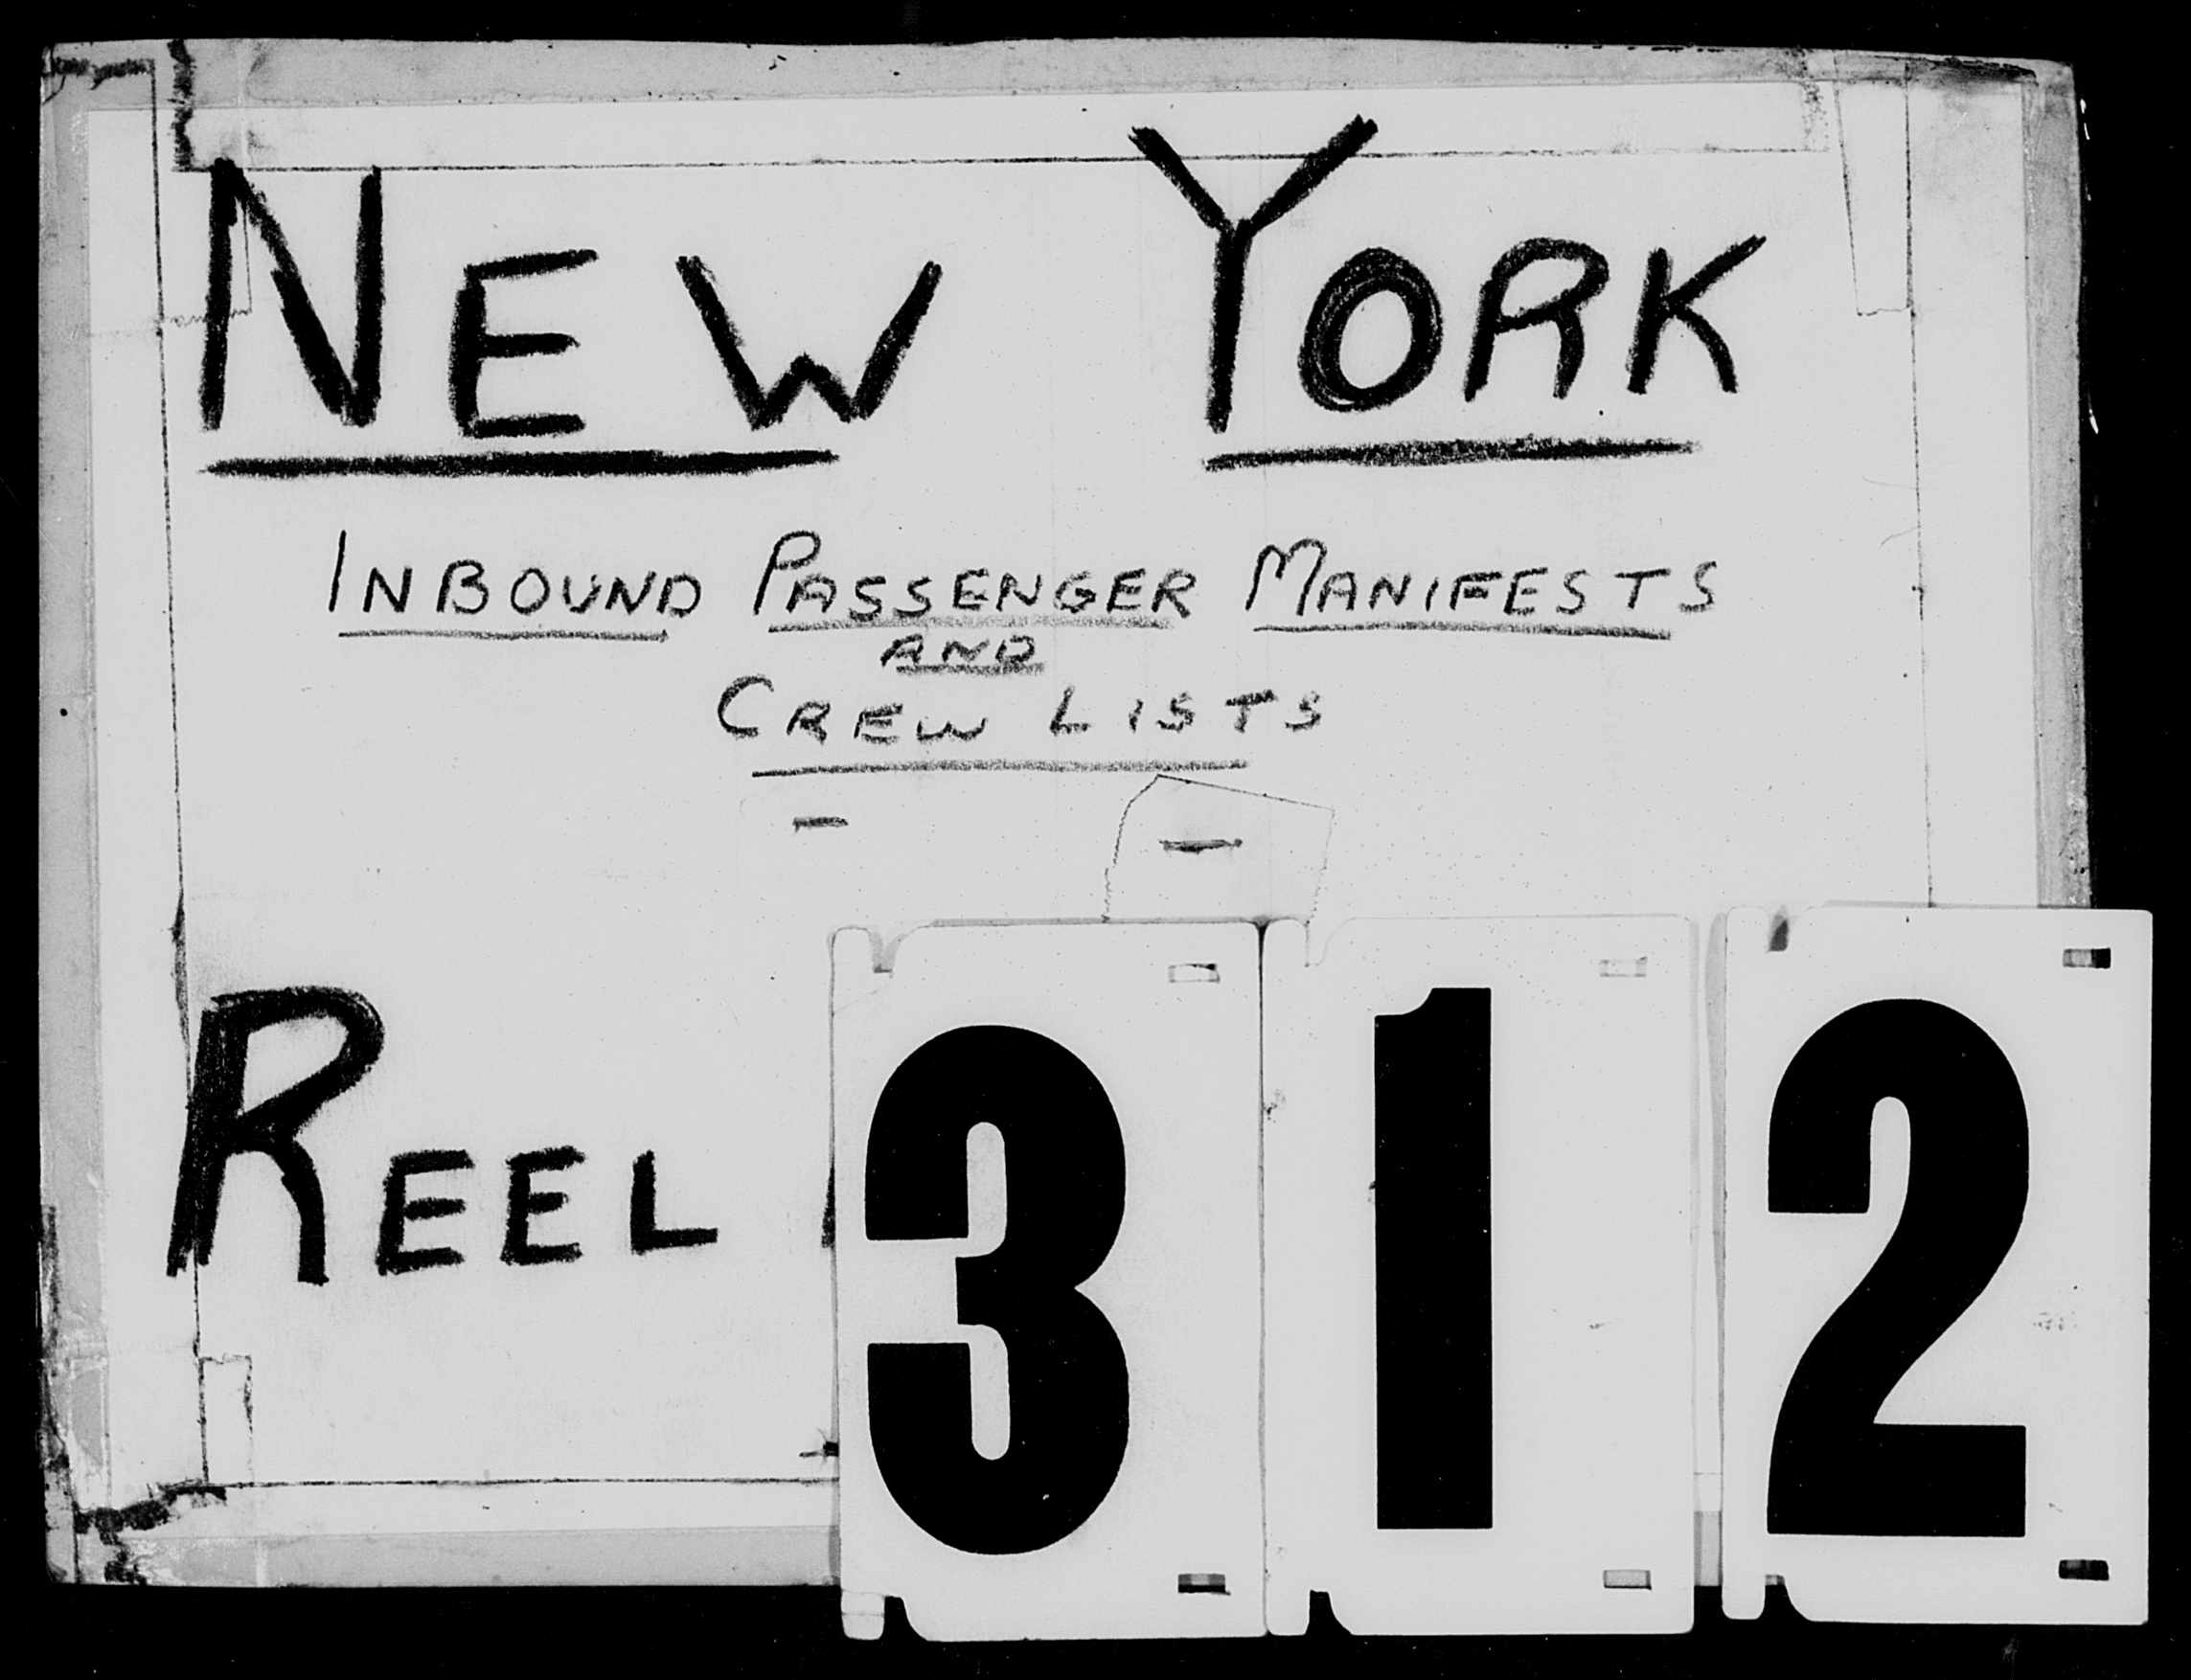 NEW YORK
INBOUND PASSENGER MANIFESTS
AND
CREW LISTS
REEL 312